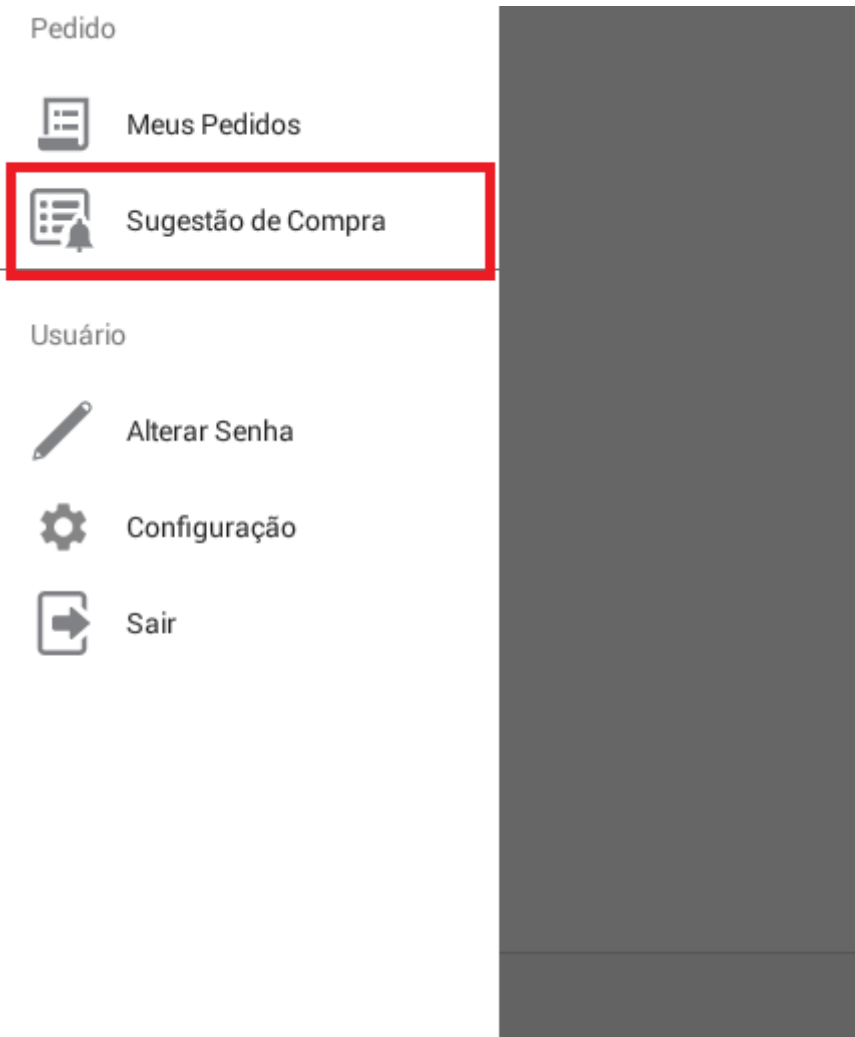 Pedido
Meus Pedidos
Sugestão de Compra
Usuário
Alterar Senha
Configuração
Sair